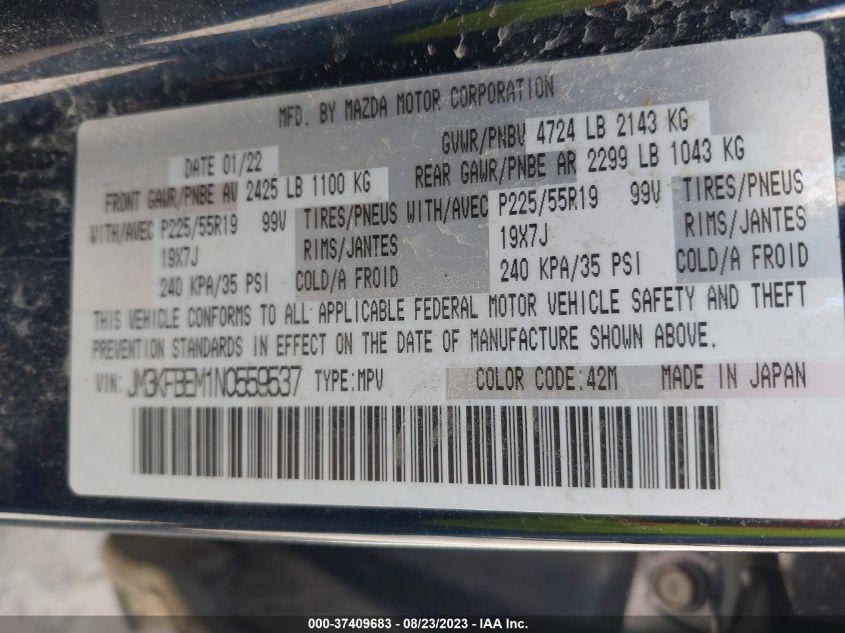 MFD. BY MAZDA MOTOR CORPORATION
GVWR/PNBV 4724 LB 2143 KG
DATE 01/22
REAR GAWR/PNBE AR 2299 LB 1043 KG
FRONT GAWR/PNBE AV 2425 LB 1100 KG
WITH/AVEC P225/55R19 99V TIRES/PNEUS WITH/AVEC P225/55R19 99V TIRES/PNEUS
19X7J RIMS/JANTES 19X7J RIMS/JANTES
240 KPA/35 PSI COLD/A FROID 240 KPA/35 PSI COLD/A FROID
THIS VEHICLE CONFORMS TO ALL APPLICABLE FEDERAL MOTOR VEHICLE SAFETY AND THEFT
PREVENTION STANDARDS IN EFFECT ON THE DATE OF MANUFACTURE SHOWN ABOVE.
VIN: JM3KFBEM1N0559537 TYPE:MPV COLOR CODE:42M MADE IN JAPAN
000-37409683 - 08/23/2023 - IAA Inc.